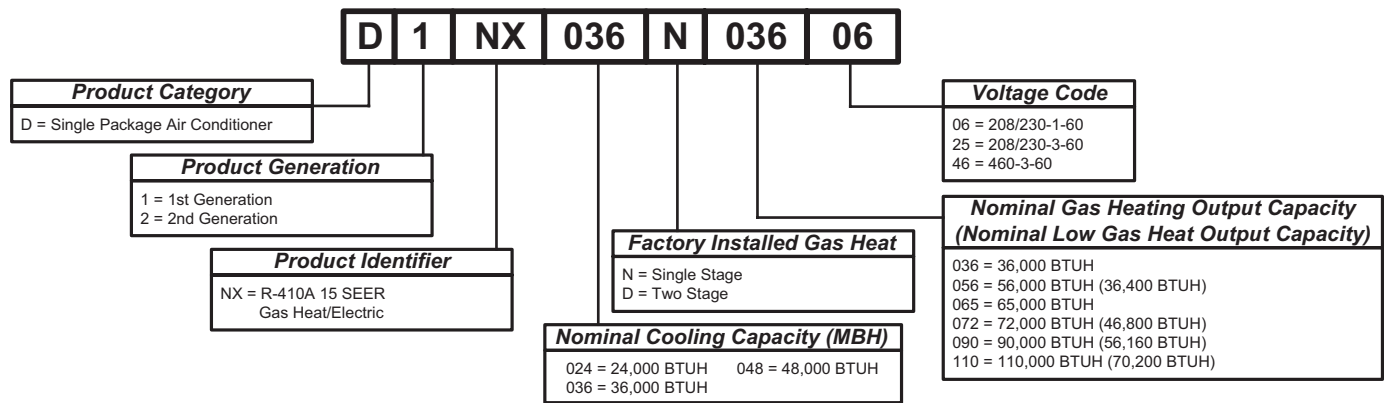 D 1 NX 036 N 036 06
Product Category
D = Single Package Air Conditioner
Product Generation
1 = 1st Generation
2 = 2nd Generation
Product Identifier
NX = R-410A 15 SEER
Gas Heat/Electric
Nominal Cooling Capacity (MBH)
024 = 24,000 BTUH 048 = 48,000 BTUH
036 = 36,000 BTUH
Factory Installed Gas Heat
N = Single Stage
D = Two Stage
Nominal Gas Heating Output Capacity
(Nominal Low Gas Heat Output Capacity)
036 = 36,000 BTUH
056 = 56,000 BTUH (36,400 BTUH)
065 = 65,000 BTUH
072 = 72,000 BTUH (46,800 BTUH)
090 = 90,000 BTUH (56,160 BTUH)
110 = 110,000 BTUH (70,200 BTUH)
Voltage Code
06 = 208/230-1-60
25 = 208/230-3-60
46 = 460-3-60